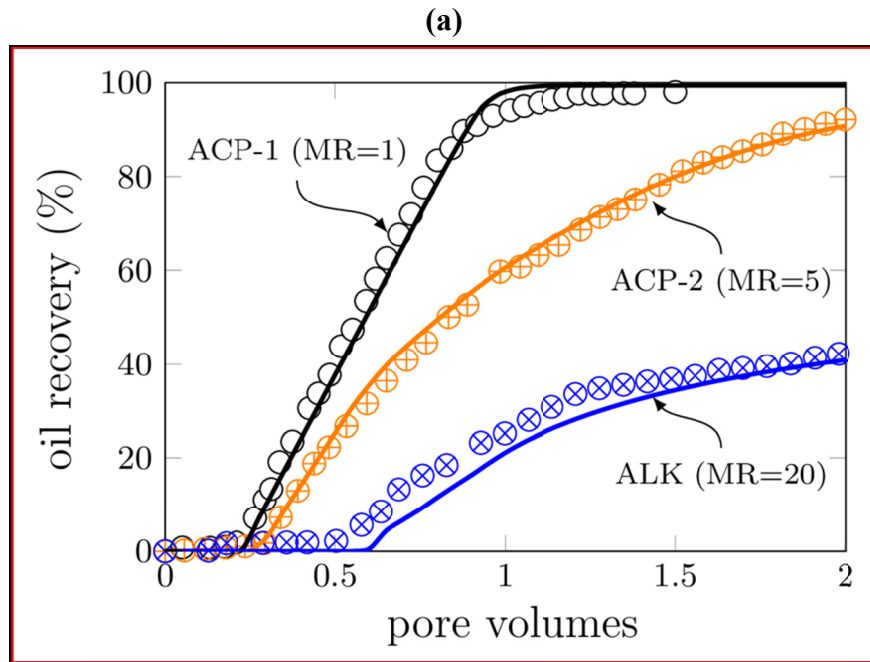 (a)
100
80
60
40
20
0
oil recovery (%)
ACP-1 (MR=1)
ACP-2 (MR=5)
ALK (MR=20)
0
0.5
1
1.5
2
pore volumes